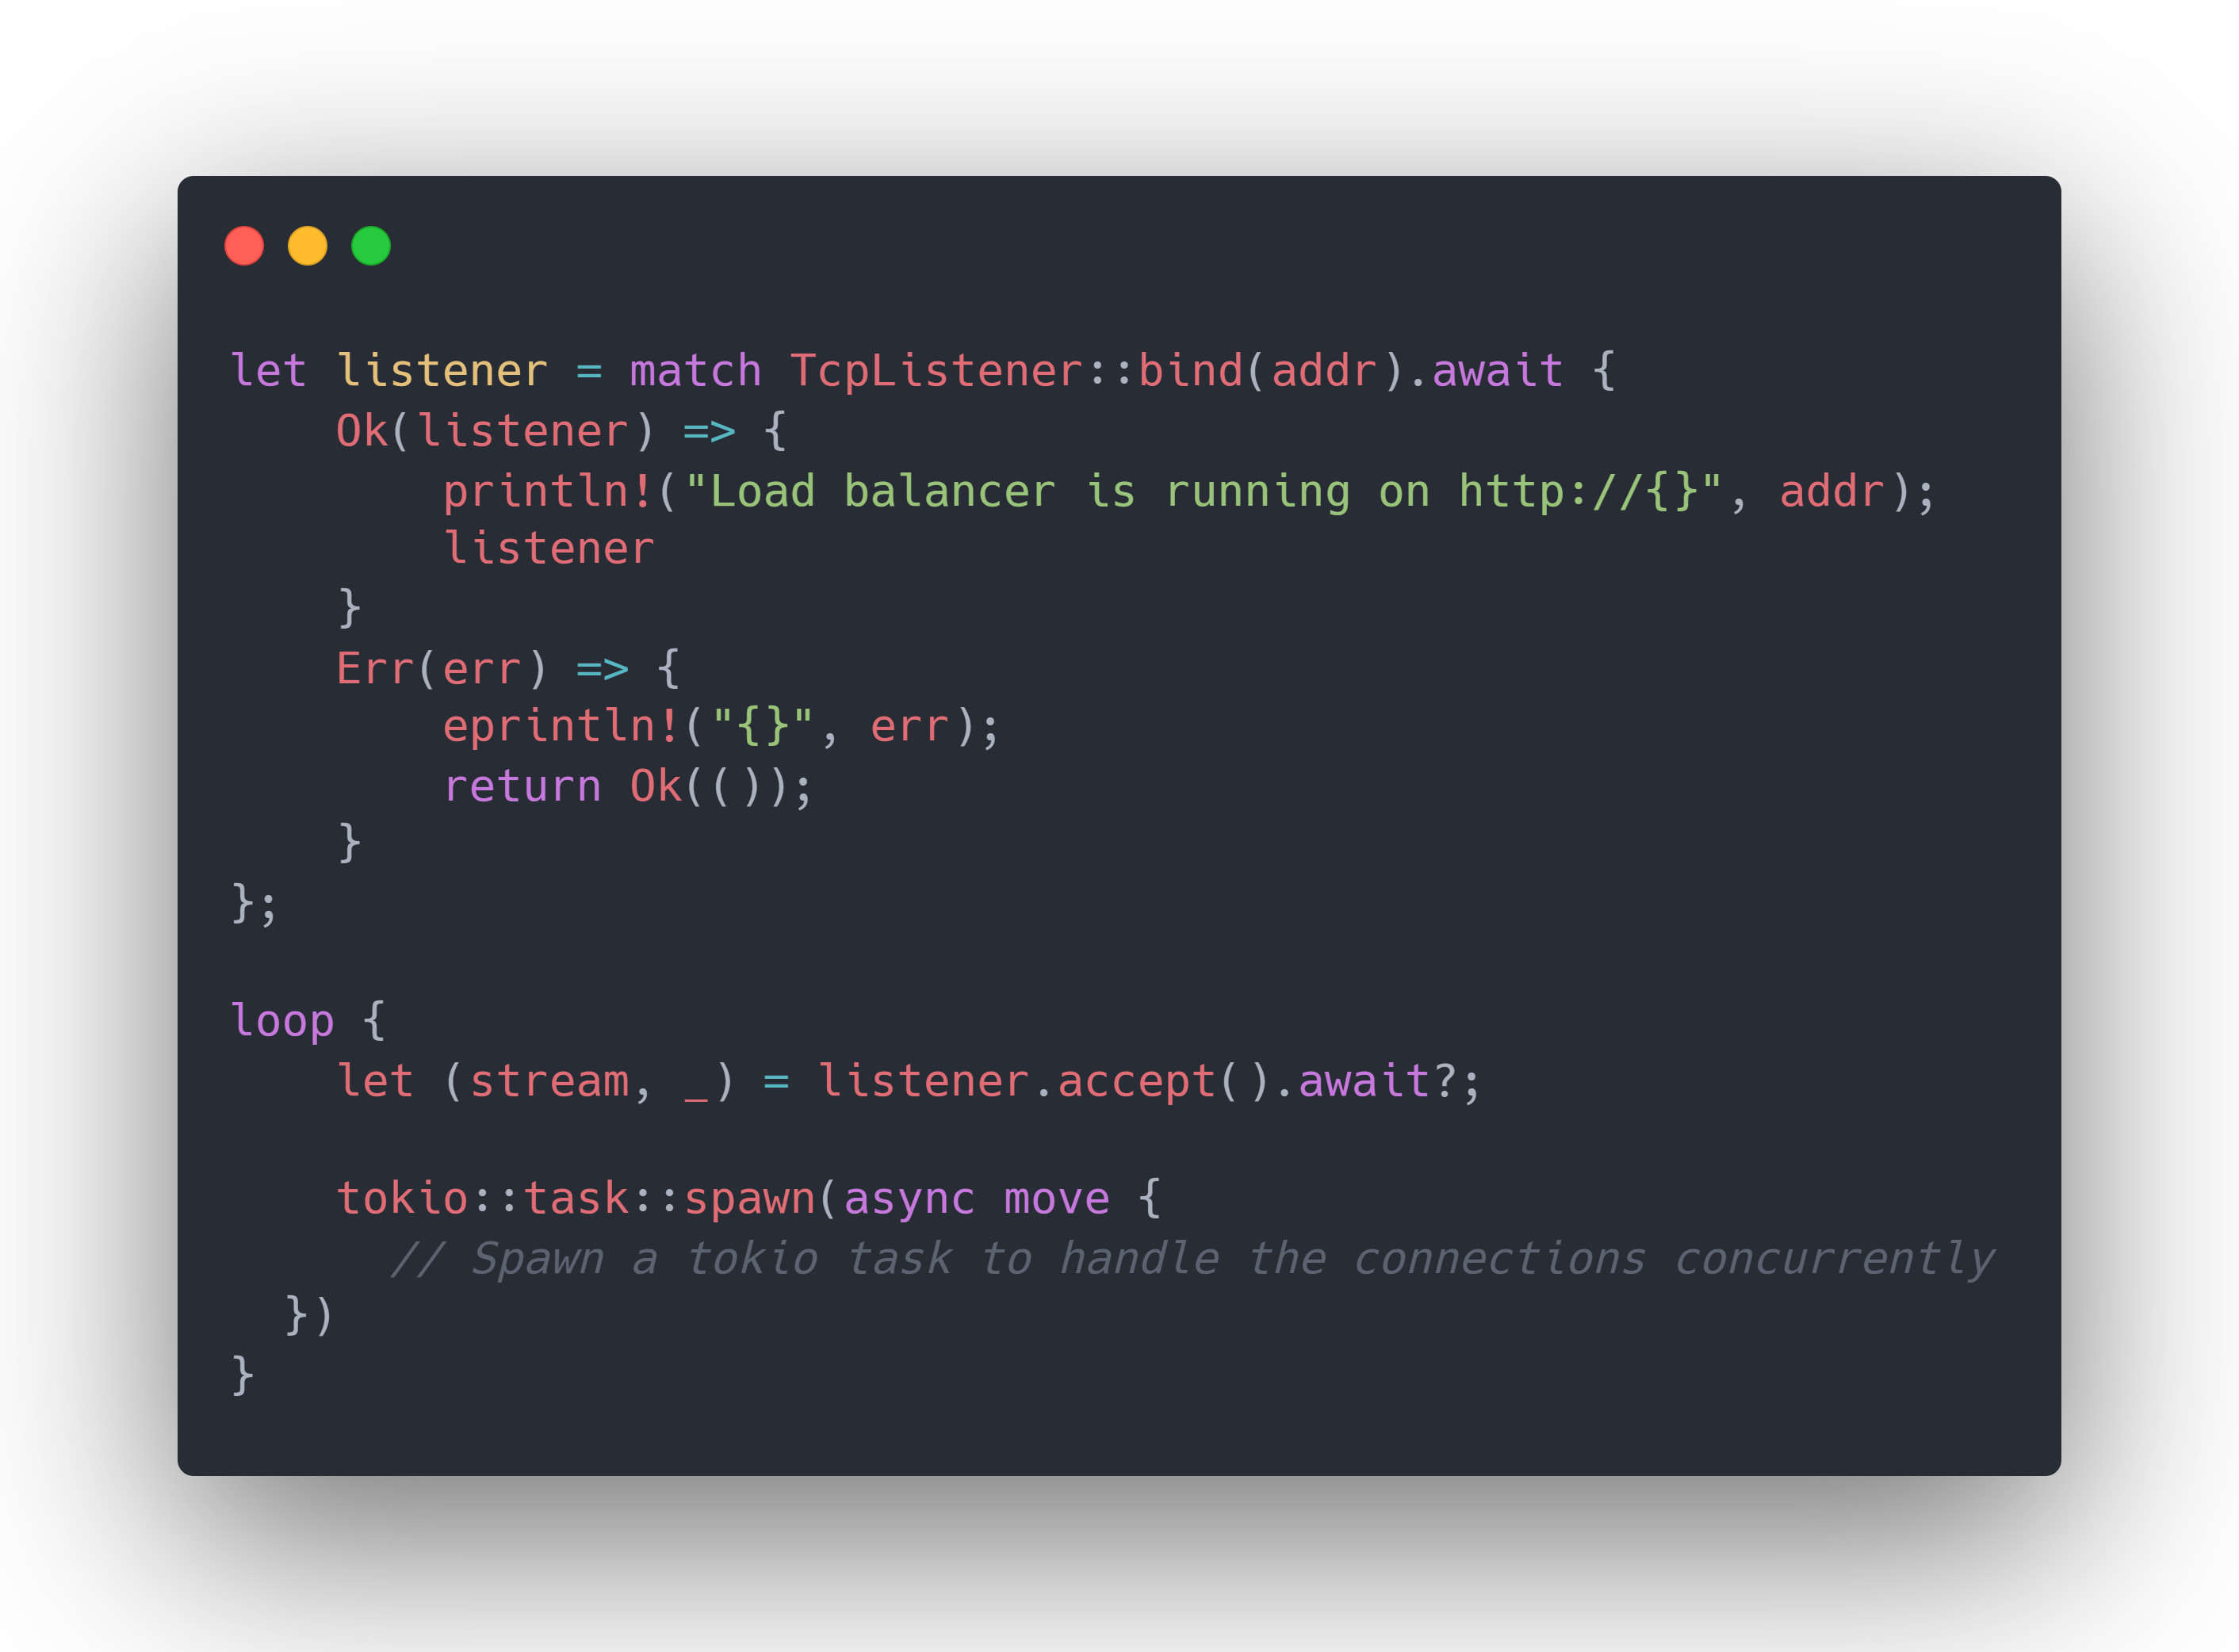 let listener = match TcpListener::bind(addr).await {
    Ok(listener) => {
        println!("Load balancer is running on http://{}", addr);
        listener
    }
    Err(err) => {
        eprintln!("{}", err);
        return Ok(());
    }
};

loop {
    let (stream, _) = listener.accept().await?;

    tokio::task::spawn(async move {
      // Spawn a tokio task to handle the connections concurrently
  })
}